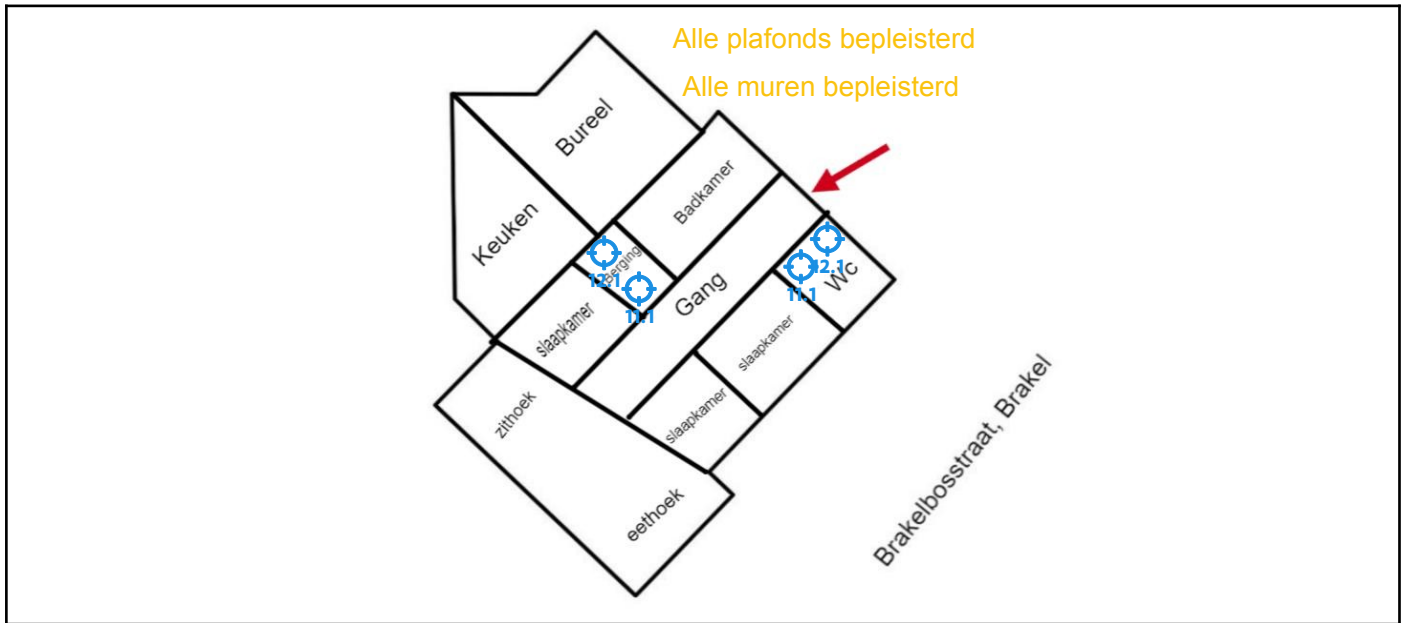 Alle plafonds bepleisterd
Alle muren bepleisterd
Bureel
Badkamer
Keuken
Berging
12.1
11.1
12.1
11.1
Wc
Gang
slaapkamer
slaapkamer
slaapkamer
zithoek
eethoek
Brakelbosstraat, Brakel